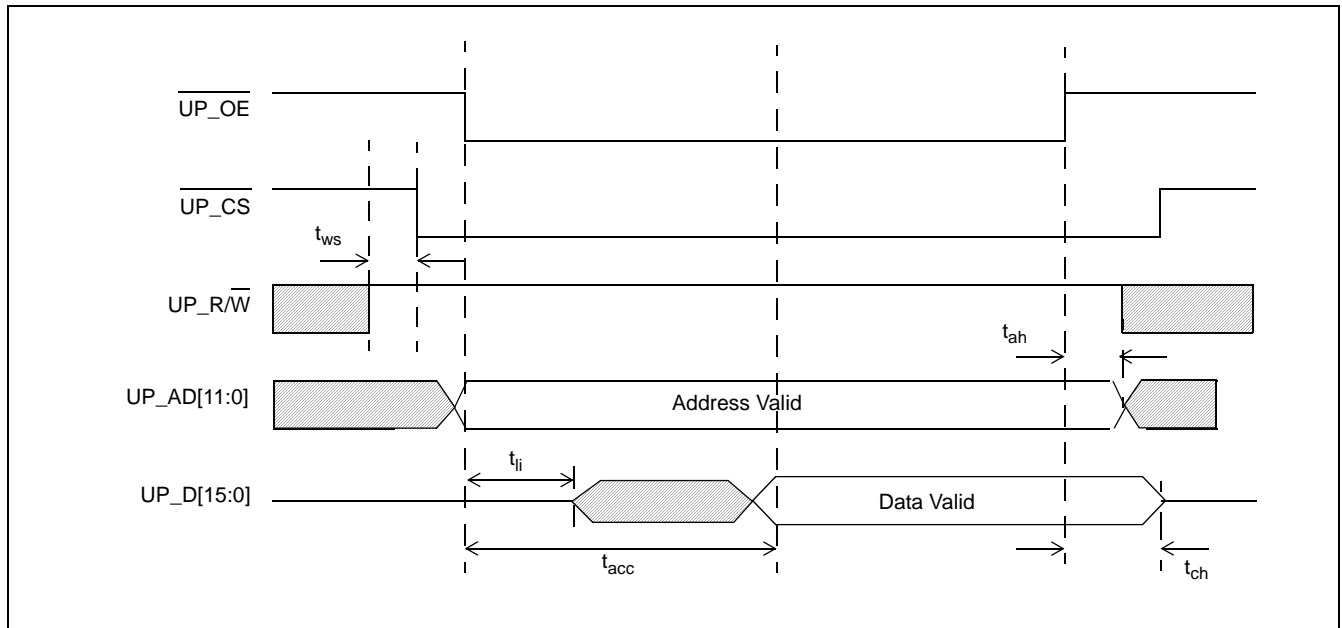 UP_OE
UP_CS
t_ws
UP_R/W
t_ah
UP_AD[11:0]
Address Valid
t_li
UP_D[15:0]
Data Valid
t_acc
t_ch